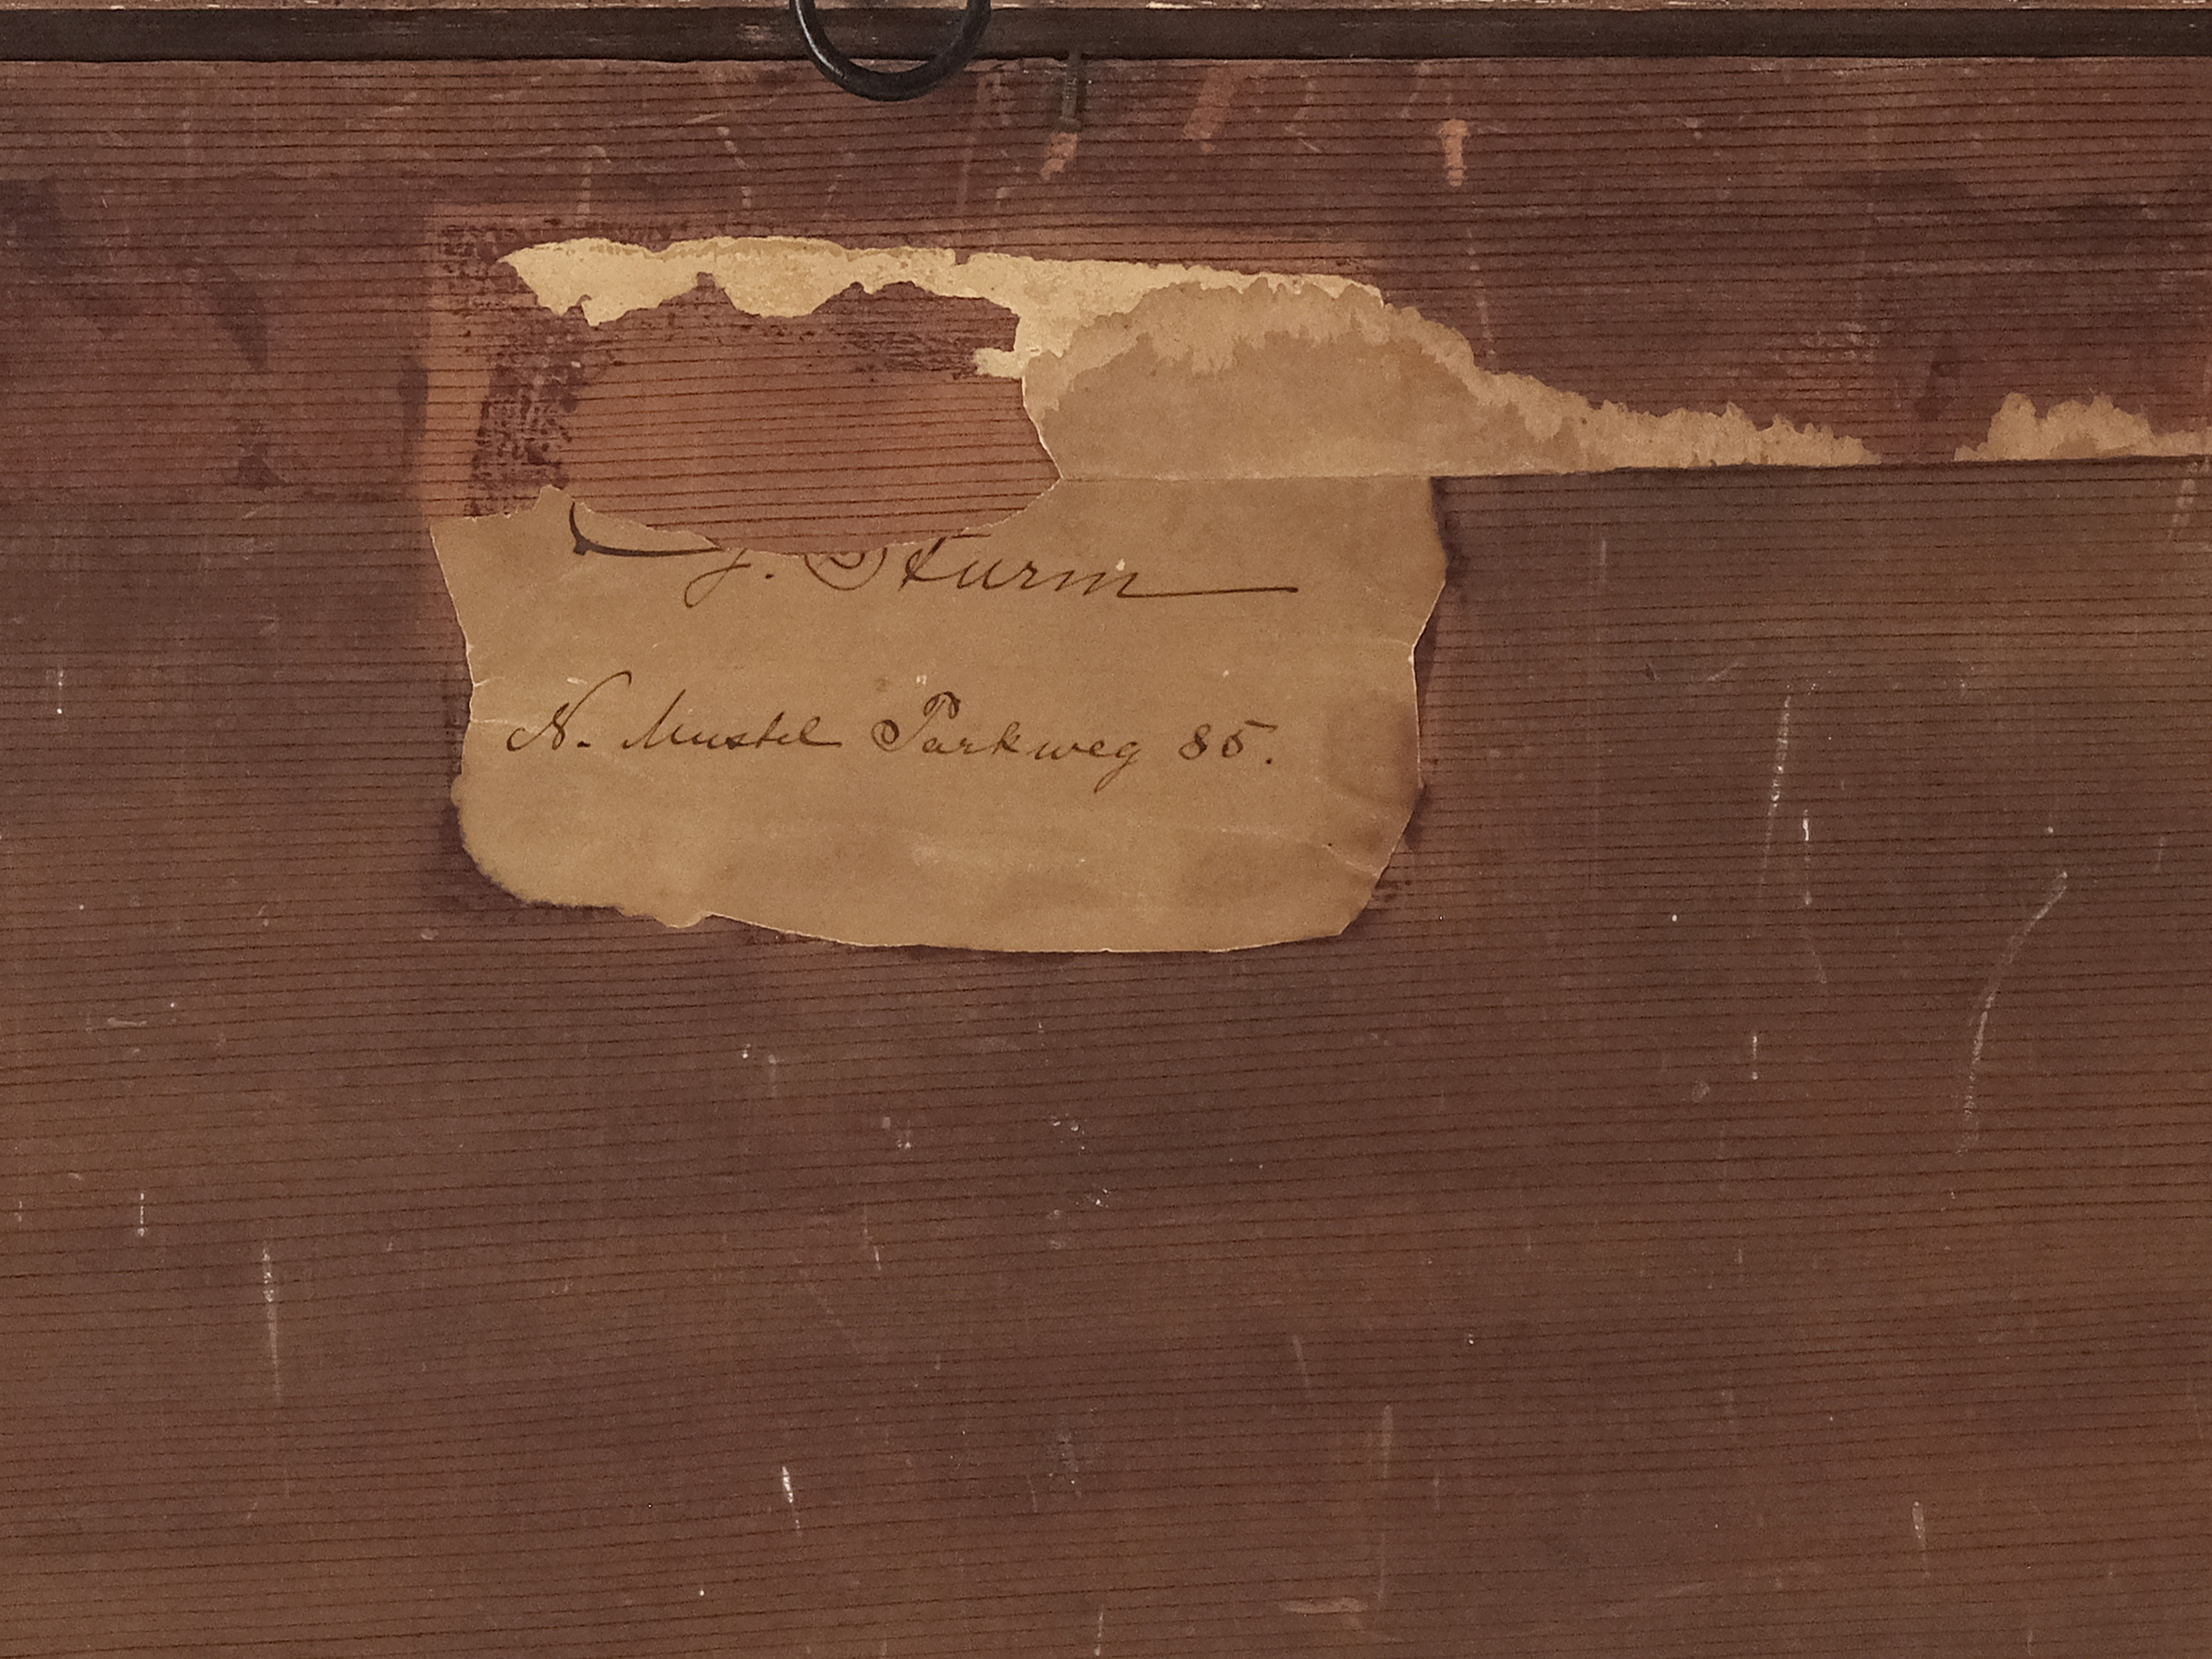 J. Sturm
N. Mustel Parkweg 85.